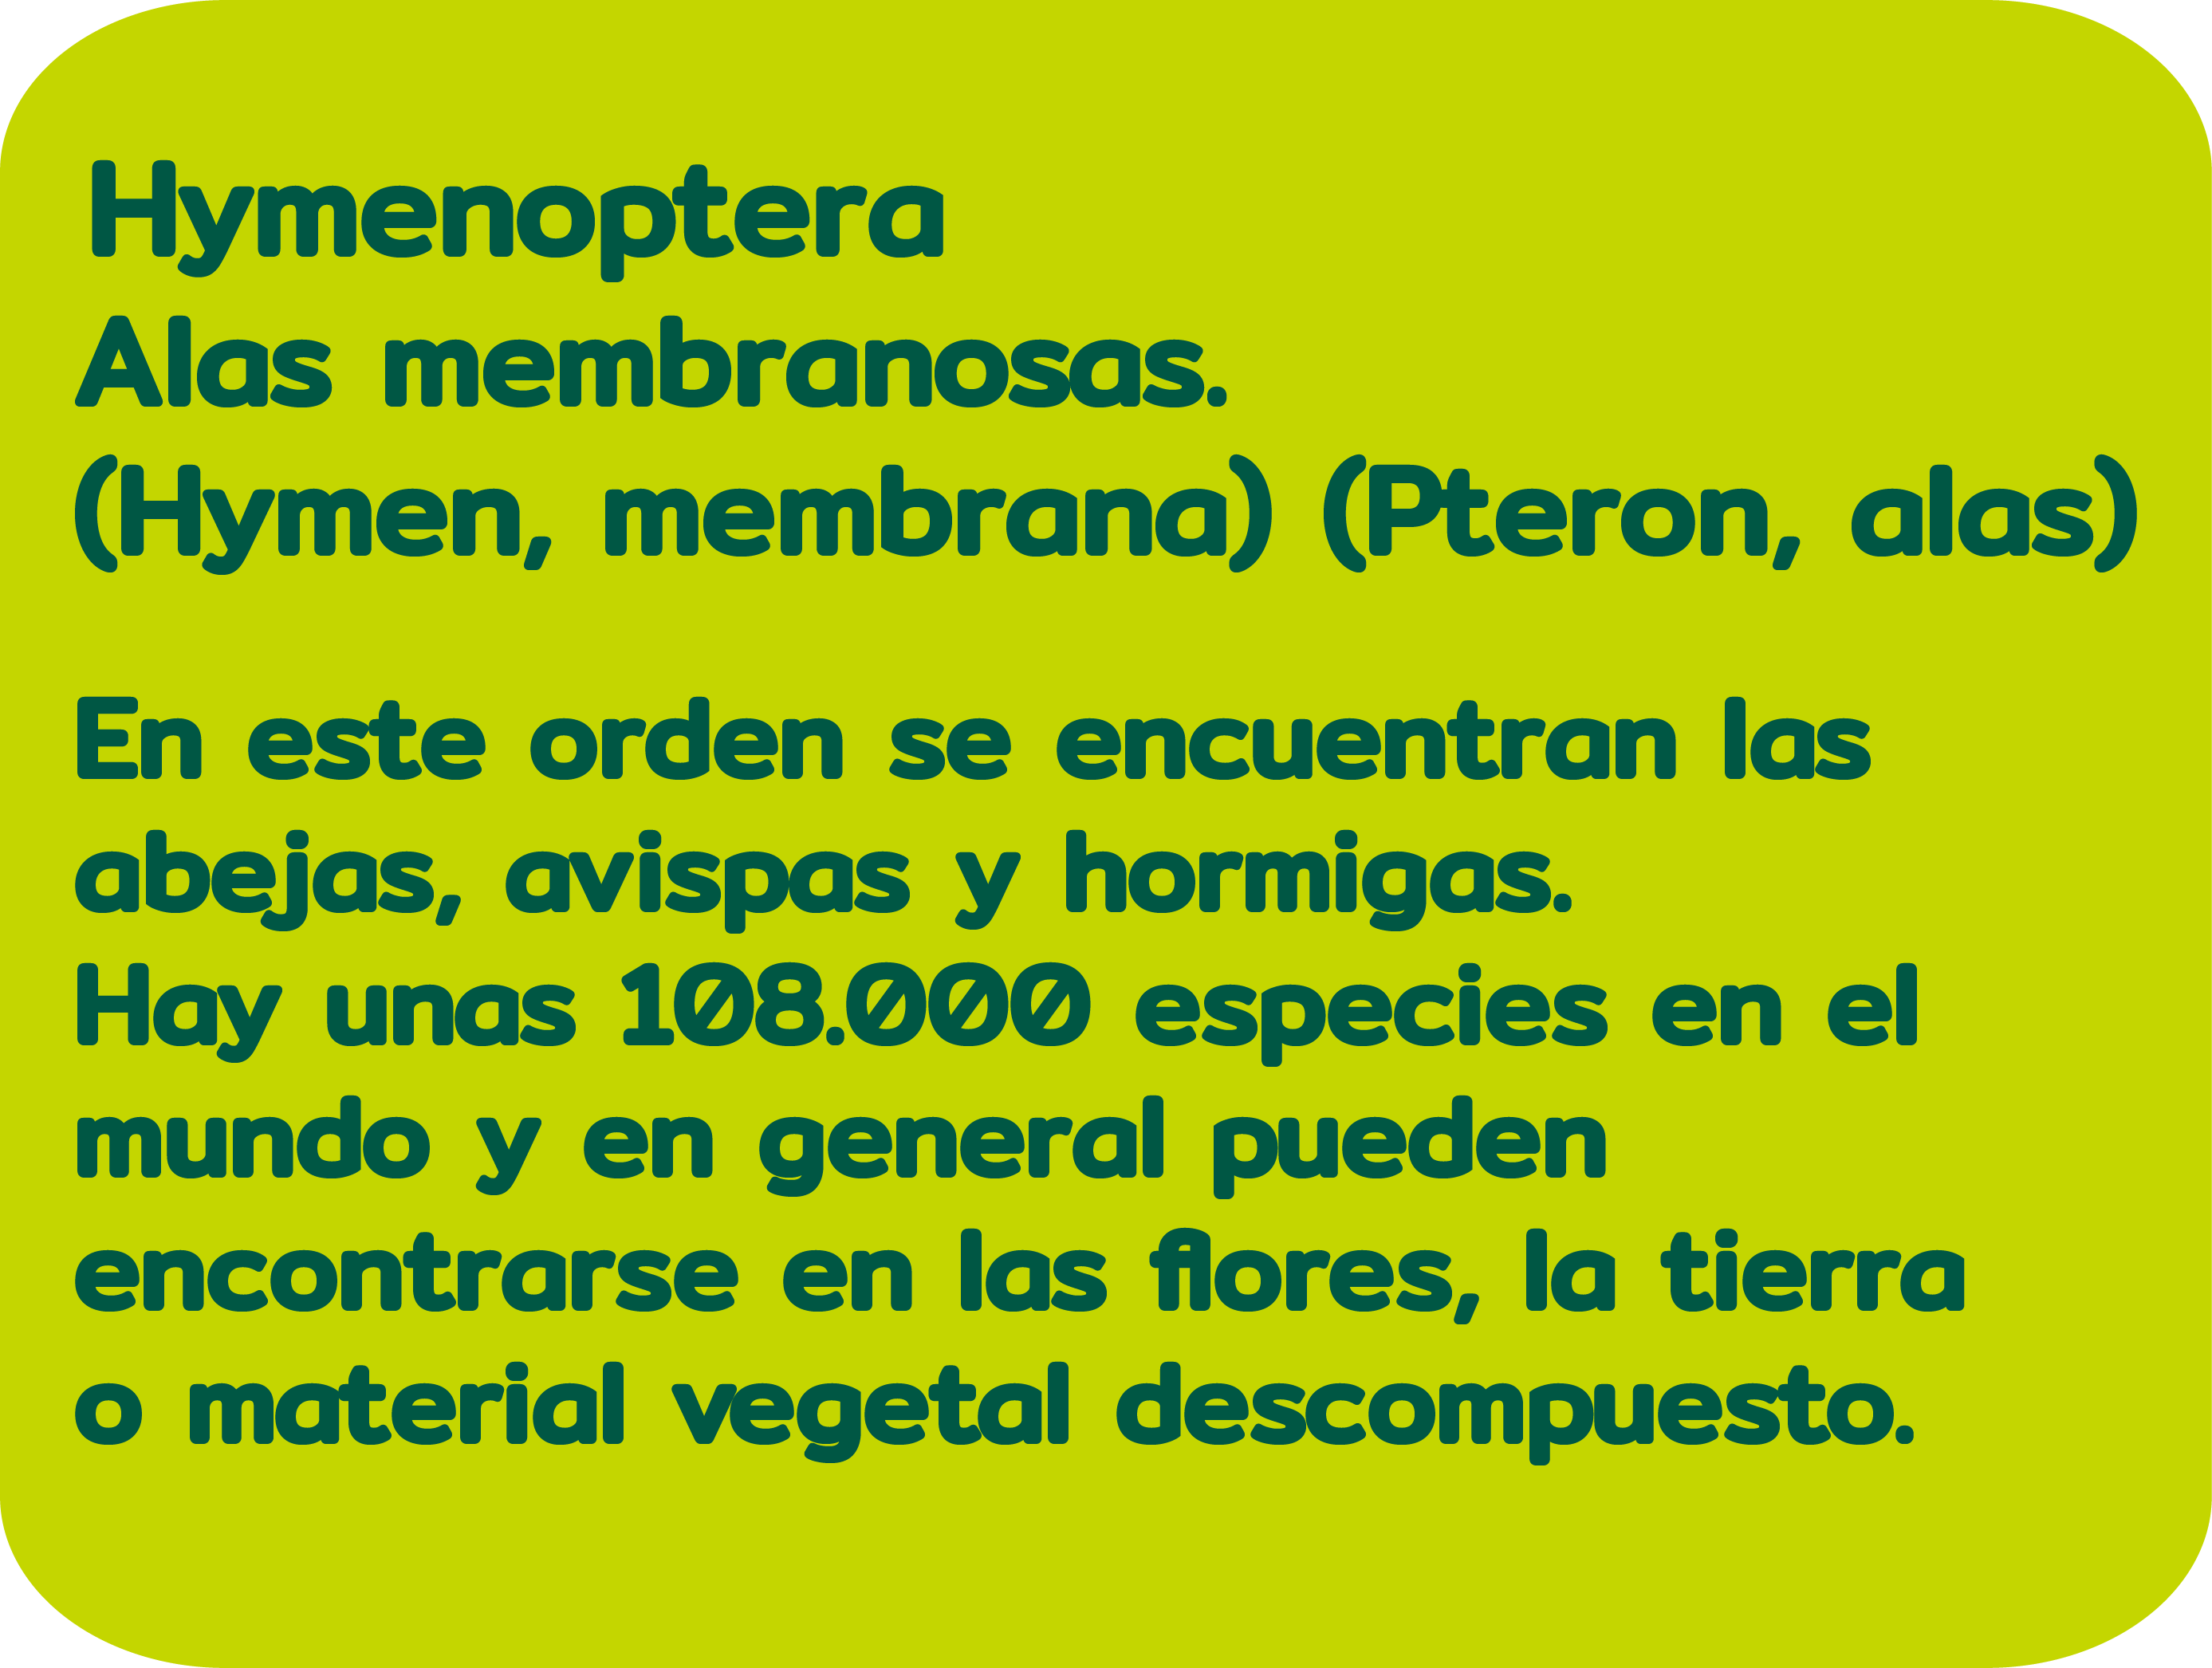 Hymenoptera
Alas membranosas.
(Hymen, membrana) (Pteron, alas)
En este orden se encuentran las
abejas, avispas y hormigas.
Hay unas 108.000 especies en el
mundo y en general pueden
encontrarse en las flores, la tierra
o material vegetal descompuesto.